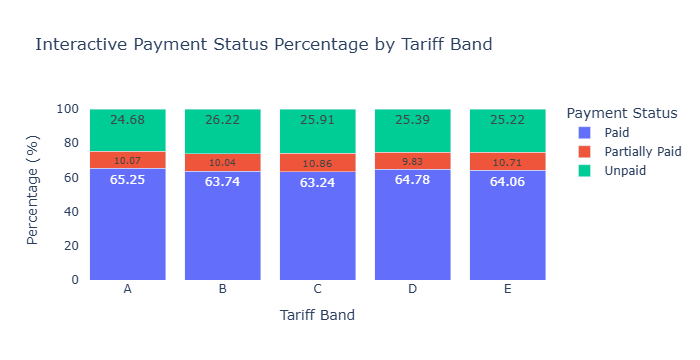 Interactive Payment Status Percentage by Tariff Band
Payment Status
Paid
Partially Paid
Unpaid
Percentage (%)
100
80
60
40
20
0
24.68 26.22 25.91 25.39 25.22
10.07 10.04 10.86 9.83 10.71
65.25 63.74 63.24 64.78 64.06
A B C D E
Tariff Band